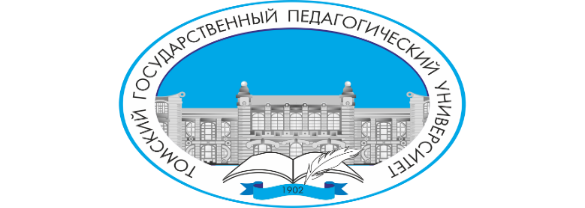 ТОМСКИЙ ГОСУДАРСТВЕННЫЙ ПЕДАГОГИЧЕСКИЙ УНИВЕРСИТЕТ
1902